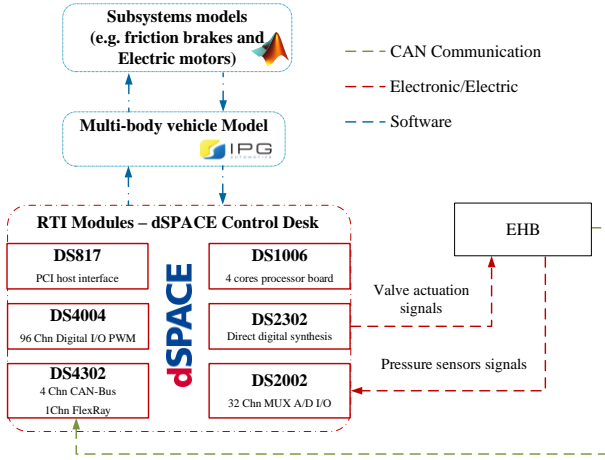 Subsystems models
(e.g. friction brakes and
Electric motors)
Multi-body vehicle Model
IPG
AUTOMOTIVE
CAN Communication
Electronic/Electric
Software
RTI Modules – dSPACE Control Desk
DS817
PCI host interface
DS4004
96 Chn Digital I/O PWM
DS4302
4 Chn CAN-Bus
1Chn FlexRay
dSPACE
DS1006
4 cores processor board
DS2302
Direct digital synthesis
DS2002
32 Chn MUX A/D I/O
EHB
Valve actuation
signals
Pressure sensors signals